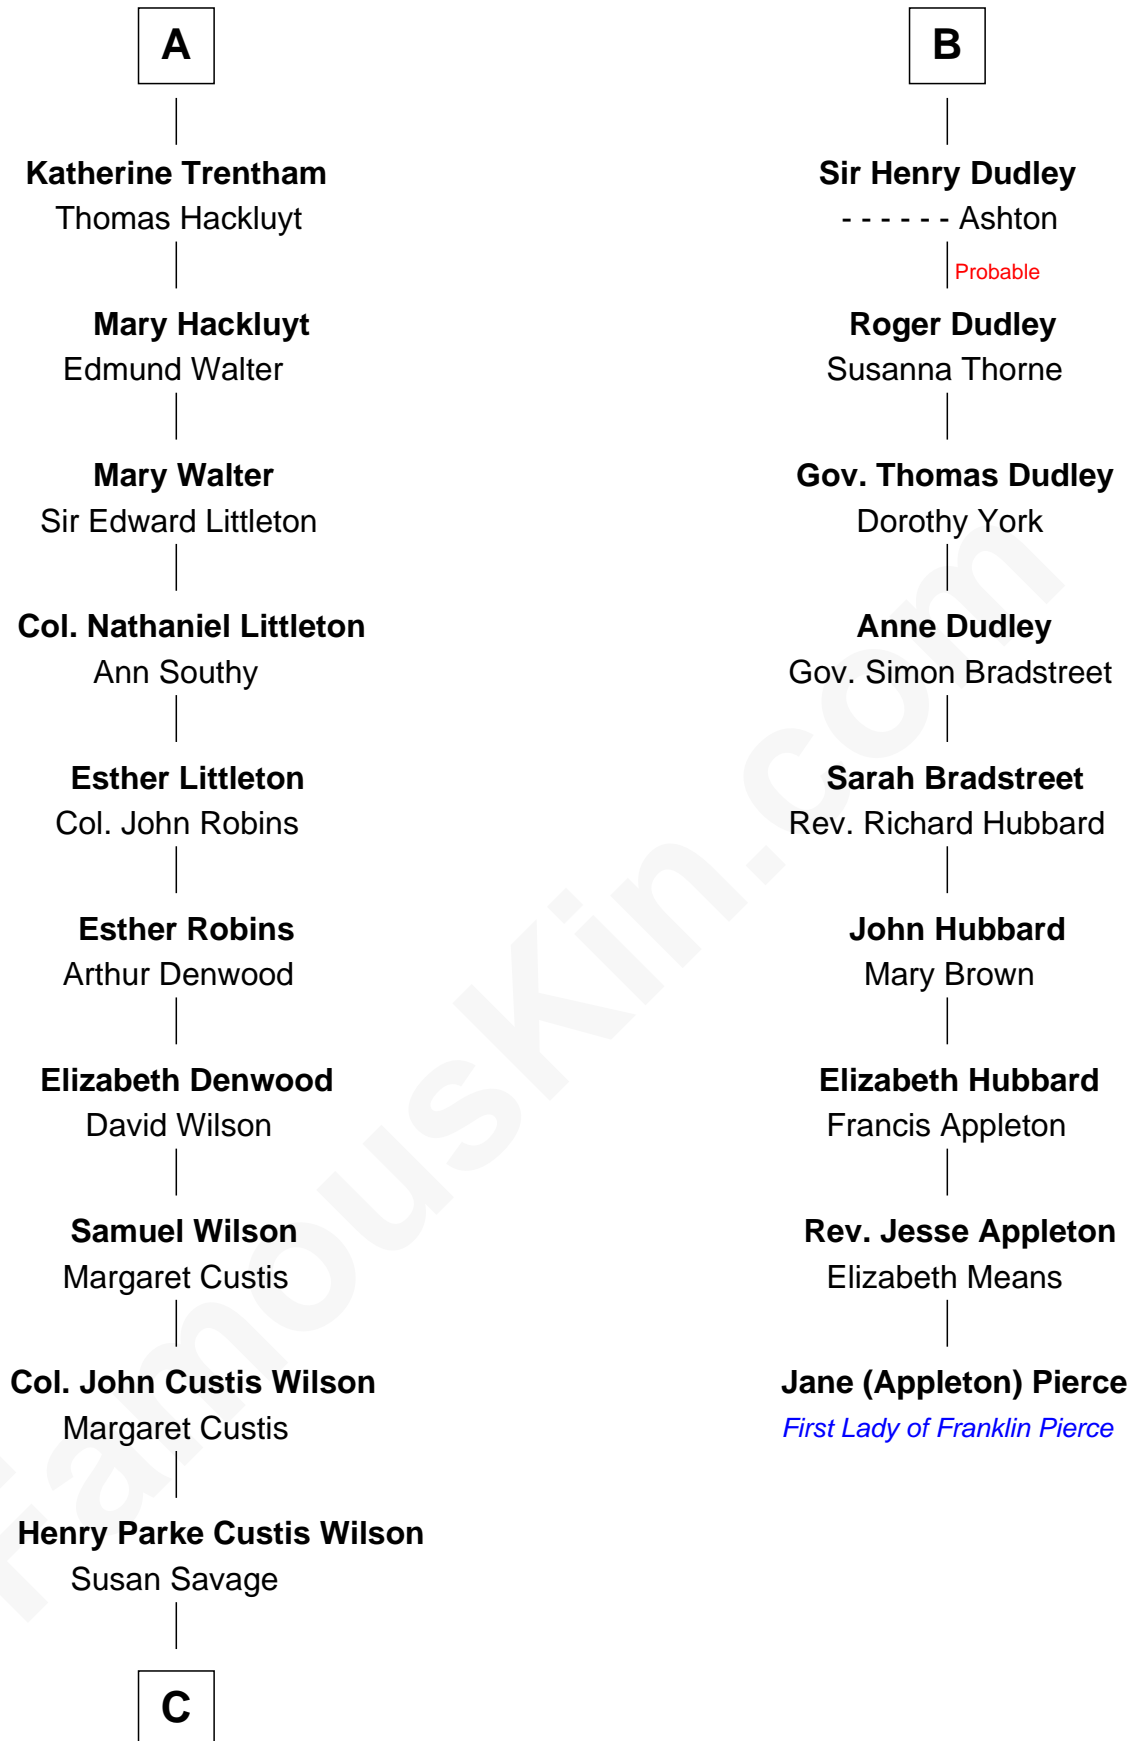 A
Katherine Trentham
Thomas Hackluyt
Mary Hackluyt
Edmund Walter
Mary Walter
Sir Edward Littleton
Col. Nathaniel Littleton
Ann Southy
Esther Littleton
Col. John Robins
Esther Robins
Arthur Denwood
Elizabeth Denwood
David Wilson
Samuel Wilson
Margaret Custis
Col. John Custis Wilson
Margaret Custis
Henry Parke Custis Wilson
Susan Savage
C
B
Sir Henry Dudley
- - - - - - Ashton
Probable
Roger Dudley
Susanna Thorne
Gov. Thomas Dudley
Dorothy York
Anne Dudley
Gov. Simon Bradstreet
Sarah Bradstreet
Rev. Richard Hubbard
John Hubbard
Mary Brown
Elizabeth Hubbard
Francis Appleton
Rev. Jesse Appleton
Elizabeth Means
Jane (Appleton) Pierce
First Lady of Franklin Pierce
FamousKin.com